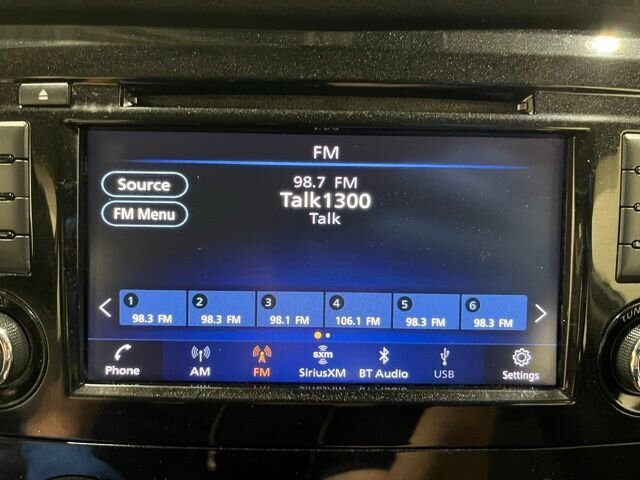 FM
Source
98.7 FM
Talk1300
FM Menu
Talk
1 2 3 4 5 6
98.3 FM 98.3 FM 98.1 FM 106.1 FM 98.3 FM 98.3 FM
sxm
Phone AM FM SiriusXM BT Audio USB Settings